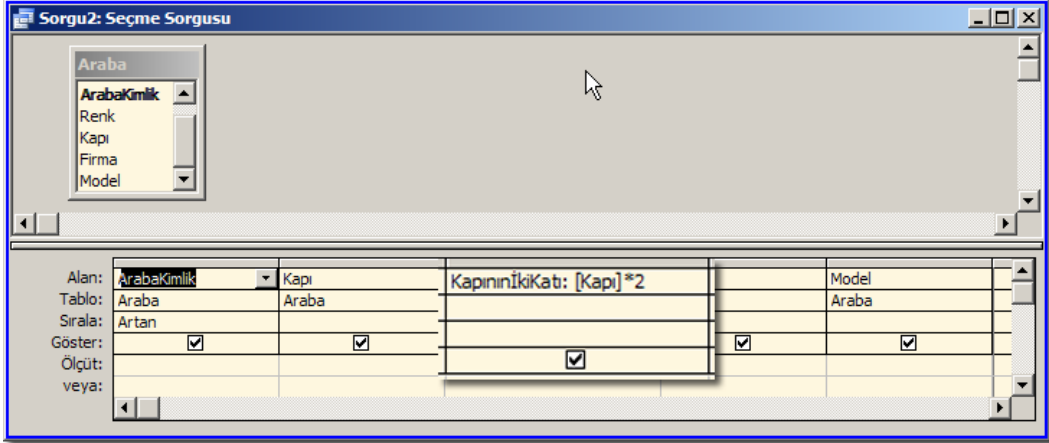 Sorgu2: Seçme Sorgusu
Araba
ArabaKimlik
Renk
Kapı
Firma
Model
Alan: ArabaKimlik Kapı KapınınİkiKatı: [Kapı]*2 Model
Tablo: Araba Araba Araba
Sırala: Artan
Göster:
Ölçüt:
veya: